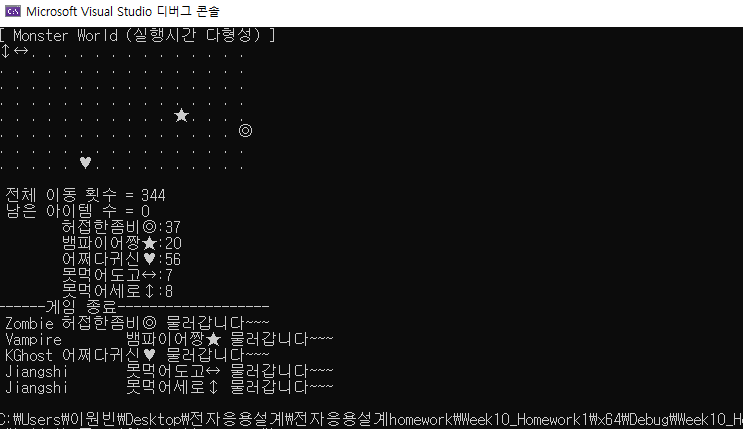 Microsoft Visual Studio 디버그 콘솔
[ Monster World (실행시간 다형성) ]
↕↔. . . . . . . . . . . . . .
. . . . . . . . . . . . . . . .
. . . . . . . . . . . . . . . .
. . . . . . . . . . . . . . . .
. . . . . . . . . . . ★. . . .
. . . . . . . . . . . . . . . ◎
. . . . . . . . . . . . . . . .
. . . . . ♥. . . . . . . . . .
전체 이동 횟수 = 344
남은 아이템 수 = 0
허접한좀비◎:37
뱀파이어짱★:20
어쩌다귀신♥:56
못먹어도고↔:7
못먹어세로↕:8
------게임 종료-------------------
Zombie 허접한좀비◎ 물러갑니다~~~
Vampire 뱀파이어짱★ 물러갑니다~~~
KGhost 어쩌다귀신♥ 물러갑니다~~~
Jiangshi 못먹어도고↔ 물러갑니다~~~
Jiangshi 못먹어세로↕ 물러갑니다~~~
C:₩Users₩이원빈₩Desktop₩전자응용설계₩전자응용설계homework₩Week10_Homework1₩x64₩Debug₩Week10_